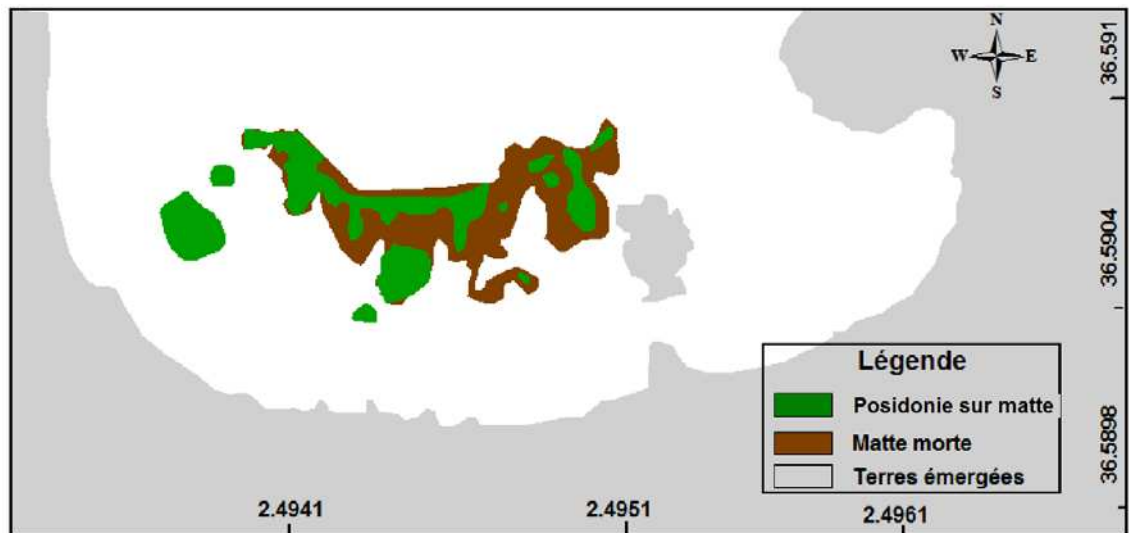 N
W E
S
36.591
36.5904
36.5898
Légende
Posidonie sur matte
Matte morte
Terres émergées
2.4941
2.4951
2.4961